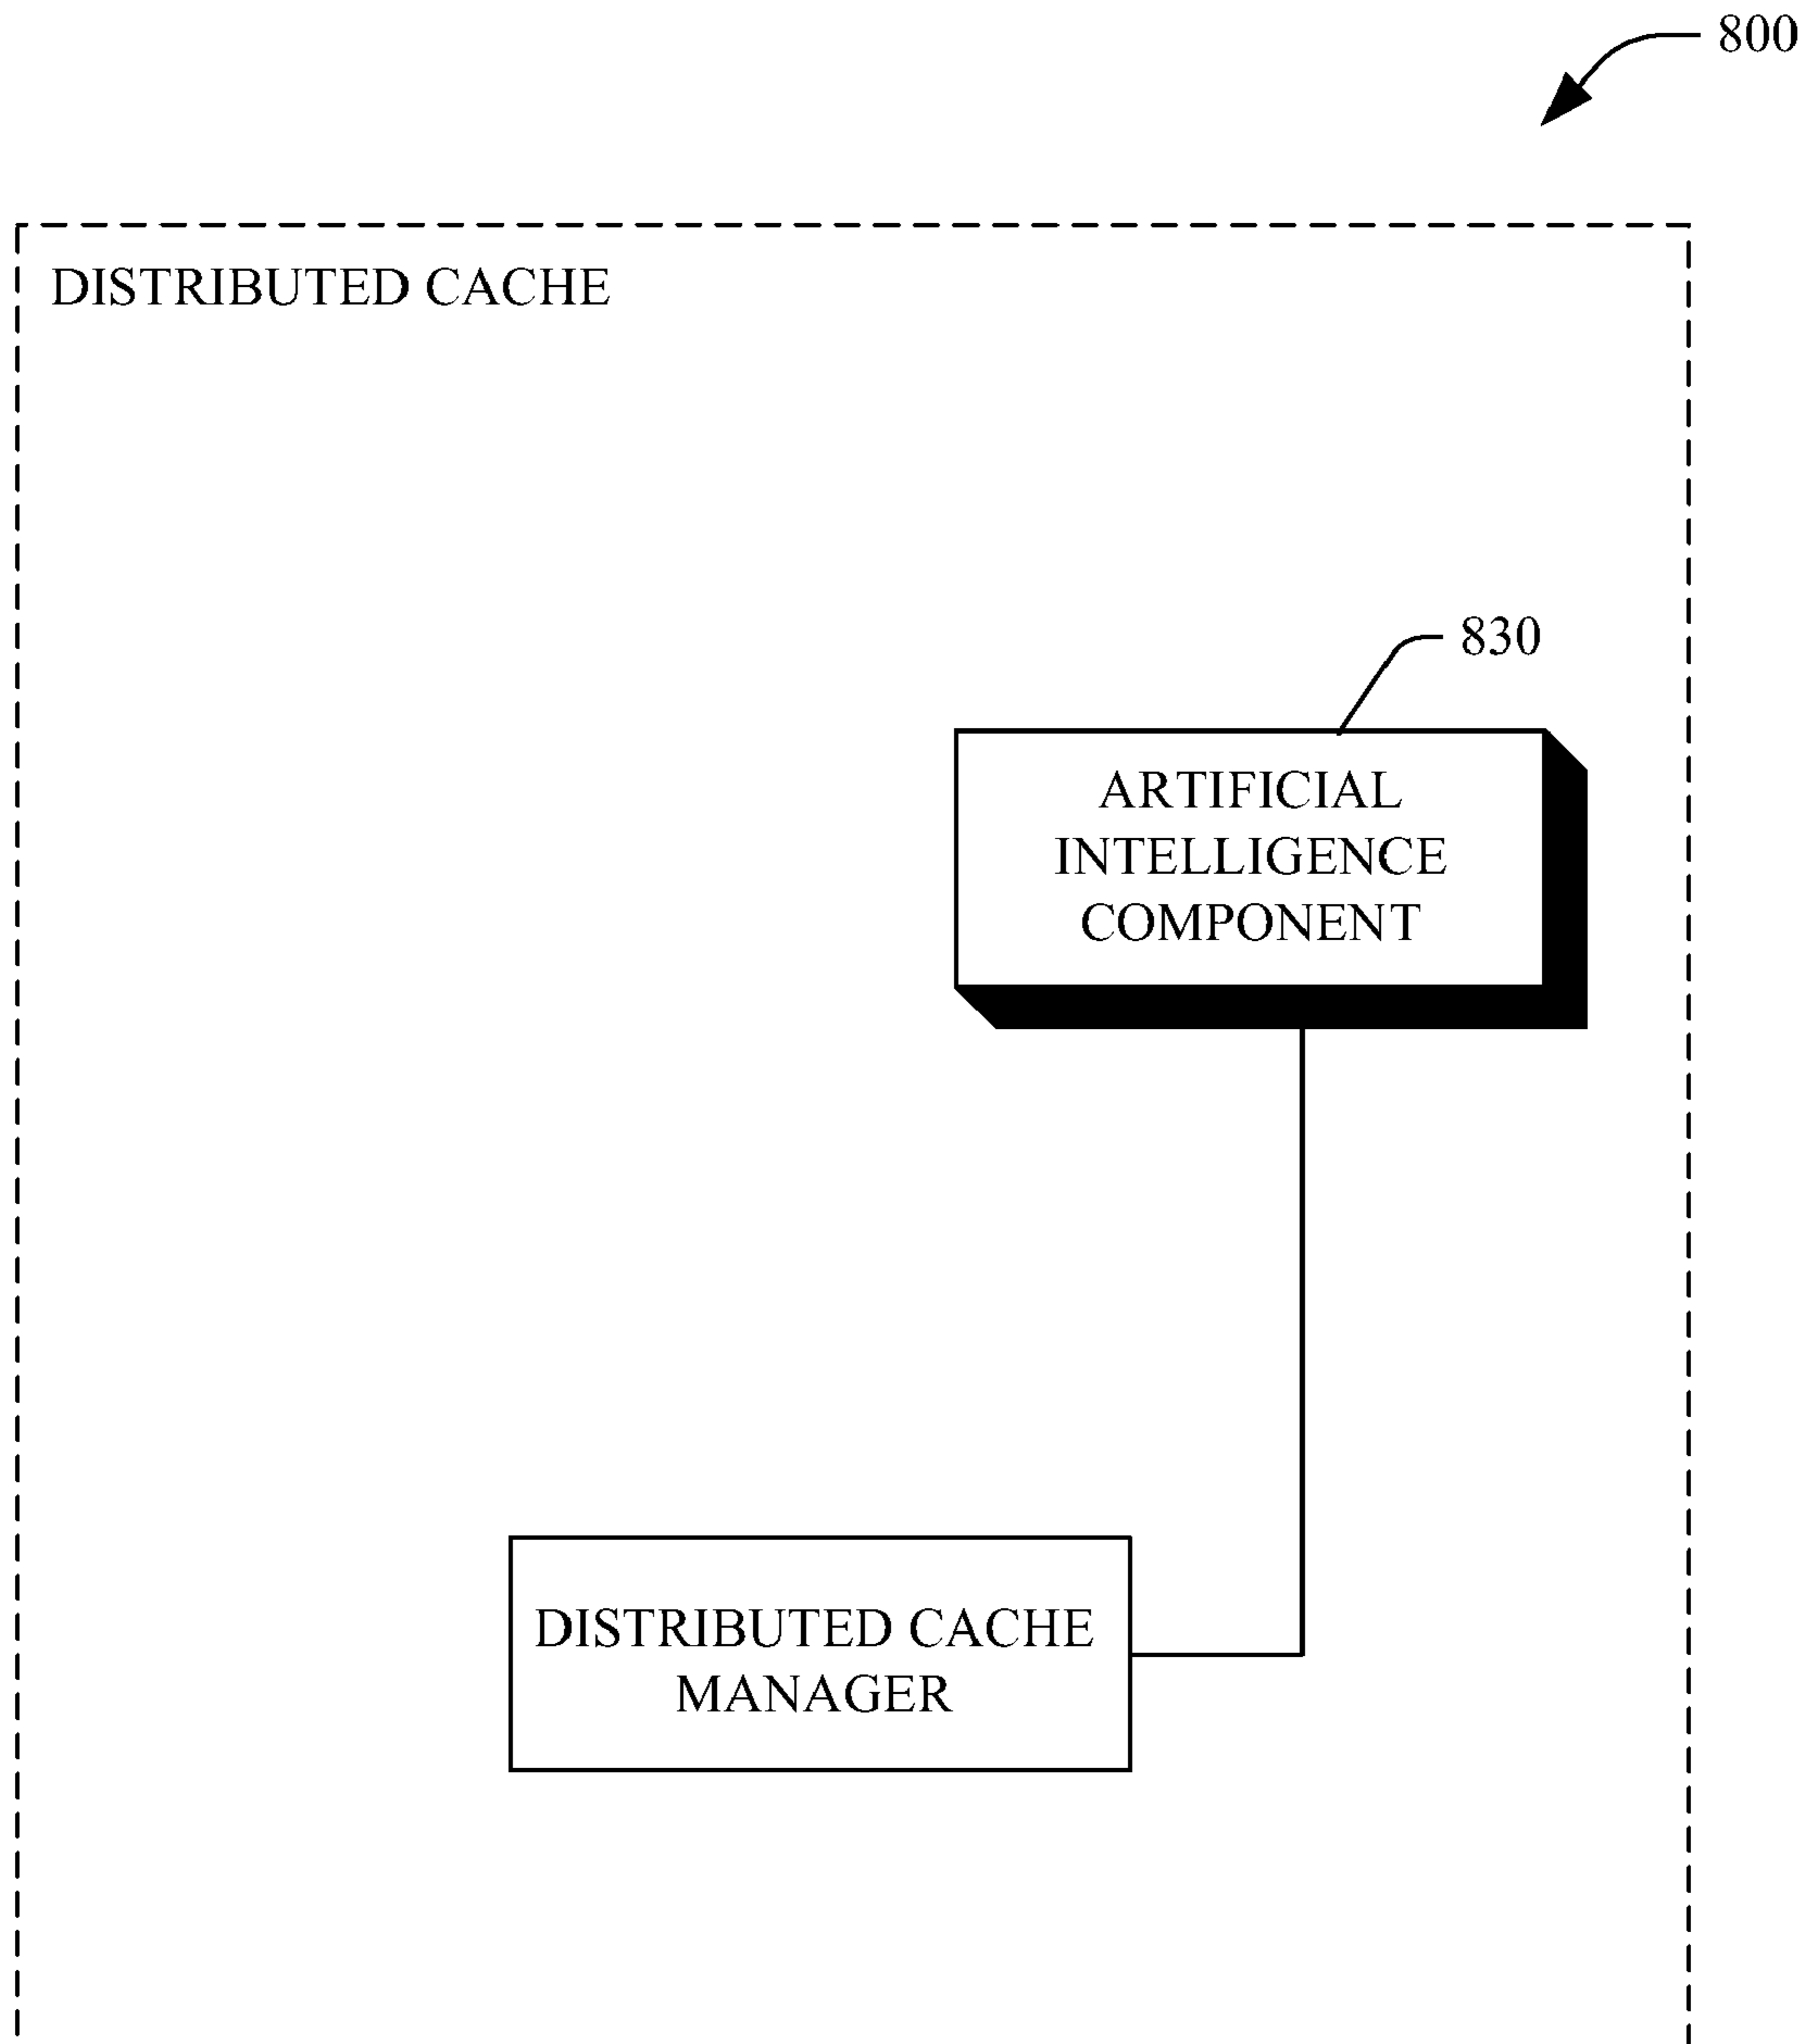 800
DISTRIBUTED CACHE
830
ARTIFICIAL
INTELLIGENCE
COMPONENT
DISTRIBUTED CACHE
MANAGER